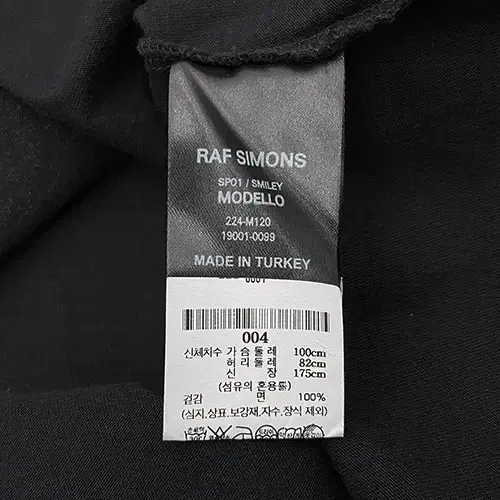 RAF SIMONS
SP01 / SMILEY
MODELLO
224-M120
19001-0099
MADE IN TURKEY
004
신체치수 가슴둘레 100cm
허리둘레 82cm
신 장 175cm
(섬유의 혼용률)
겉감 면 100%
(심지,상표,보강재,자수,장식 제외)